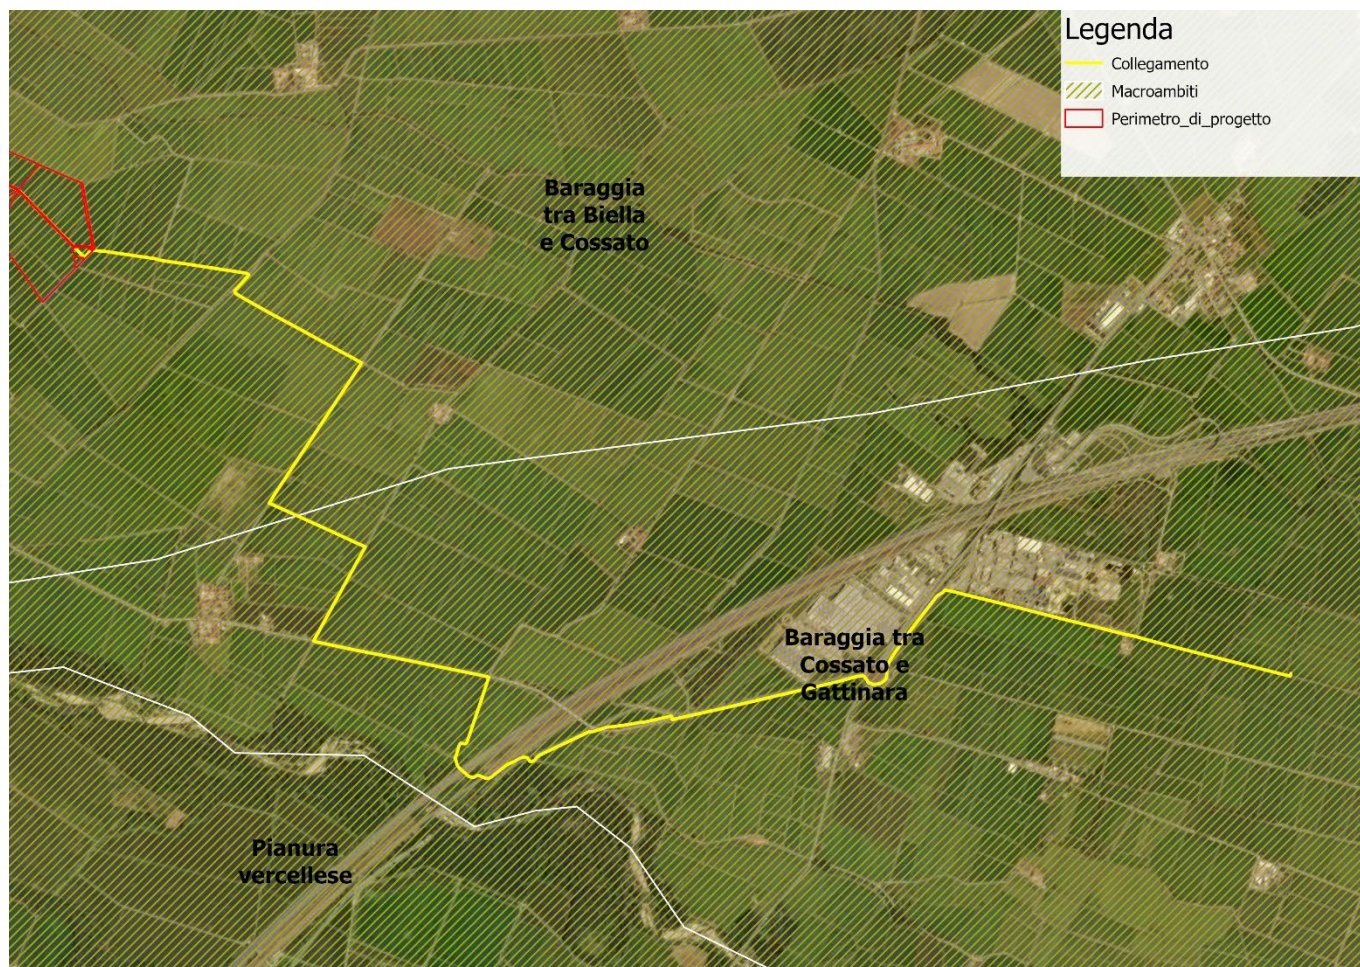 Legenda
Collegamento
Macroambiti
Perimetro_di_progetto
Baraggia
tra Biella
e Cossato
Baraggia tra
Cossato e
Gattinara
Pianura
vercellese